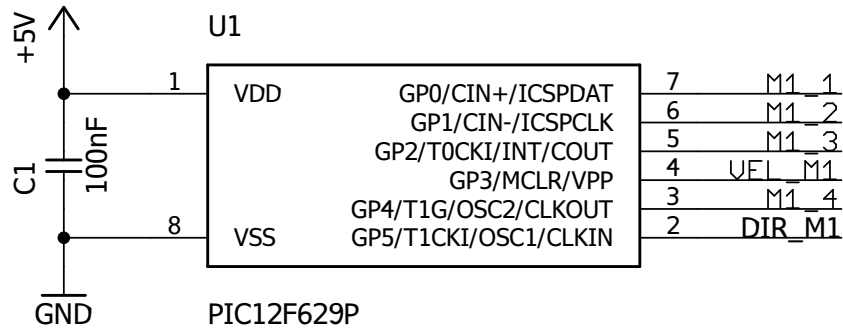 +5V
U1
1
VDD
GP0/CIN+/ICSPDAT
7
M1_1
GP1/CIN-/ICSPCLK
6
M1_2
GP2/T0CKI/INT/COUT
5
M1_3
GP3/MCLR/VPP
4
VEL_M1
GP4/T1G/OSC2/CLKOUT
3
M1_4
8
VSS
GP5/T1CKI/OSC1/CLKIN
2
DIR_M1
C1
100nF
GND
PIC12F629P